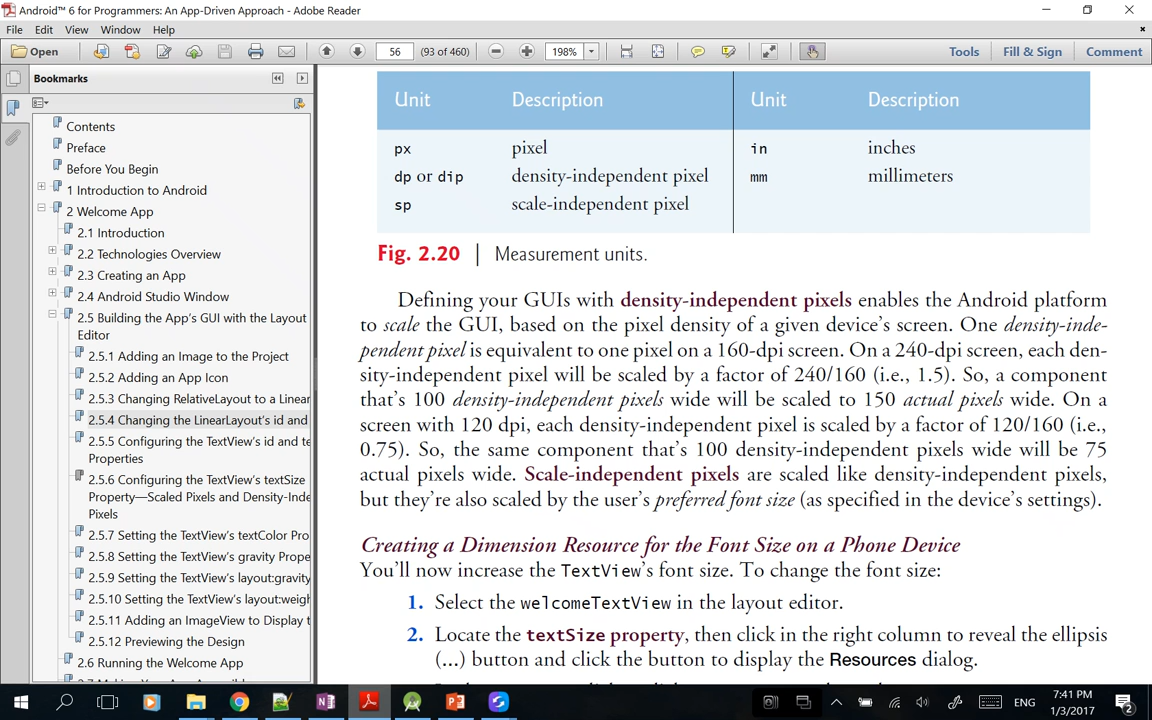 Android™ 6 for Programmers: An App-Driven Approach - Adobe Reader
File Edit View Window Help
Open 56 (93 of 460) 198% Tools Fill & Sign Comment
Bookmarks
Contents
Preface
Before You Begin
1 Introduction to Android
2 Welcome App
2.1 Introduction
2.2 Technologies Overview
2.3 Creating an App
2.4 Android Studio Window
2.5 Building the App's GUI with the Layout
Editor
2.5.1 Adding an Image to the Project
2.5.2 Adding an App Icon
2.5.3 Changing RelativeLayout to a Linear
2.5.4 Changing the LinearLayout's id and
2.5.5 Configuring the TextView's id and te
Properties
2.5.6 Configuring the TextView's textSize
Property—Scaled Pixels and Density-Inde
Pixels
2.5.7 Setting the TextView's textColor Pro
2.5.8 Setting the TextView's gravity Prope
2.5.9 Setting the TextView's layout:gravity
2.5.10 Setting the TextView's layout:weigh
2.5.11 Adding an ImageView to Display t
2.5.12 Previewing the Design
2.6 Running the Welcome App
Unit Description Unit Description
px pixel in inches
dp or dip density-independent pixel mm millimeters
sp scale-independent pixel
Fig. 2.20 | Measurement units.
Defining your GUIs with density-independent pixels enables the Android platform
to scale the GUI, based on the pixel density of a given device's screen. One density-inde-
pendent pixel is equivalent to one pixel on a 160-dpi screen. On a 240-dpi screen, each den-
sity-independent pixel will be scaled by a factor of 240/160 (i.e., 1.5). So, a component
that's 100 density-independent pixels wide will be scaled to 150 actual pixels wide. On a
screen with 120 dpi, each density-independent pixel is scaled by a factor of 120/160 (i.e.,
0.75). So, the same component that's 100 density-independent pixels wide will be 75
actual pixels wide. Scale-independent pixels are scaled like density-independent pixels,
but they're also scaled by the user's preferred font size (as specified in the device's settings).
Creating a Dimension Resource for the Font Size on a Phone Device
You'll now increase the TextView's font size. To change the font size:
1. Select the welcomeTextView in the layout editor.
2. Locate the textSize property, then click in the right column to reveal the ellipsis
(...) button and click the button to display the Resources dialog.
ENG
7:41 PM
1/3/2017
2